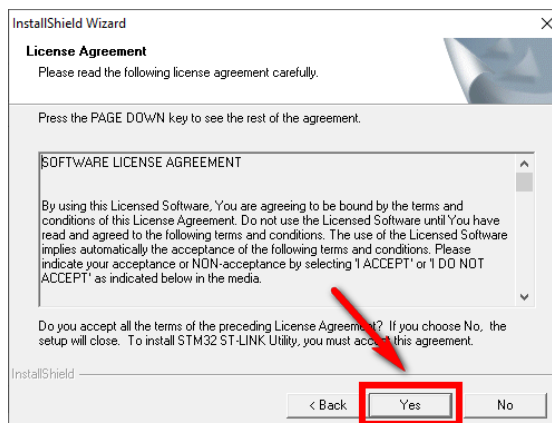 InstallShield Wizard
License Agreement
Please read the following license agreement carefully.
Press the PAGE DOWN key to see the rest of the agreement.
SOFTWARE LICENSE AGREEMENT
By using this Licensed Software, You are agreeing to be bound by the terms and
conditions of this License Agreement. Do not use the Licensed Software until You have
read and agreed to the following terms and conditions. The use of the Licensed Software
implies automatically the acceptance of the following terms and conditions. Please
indicate your acceptance or NON-acceptance by selecting 'I ACCEPT' or 'I DO NOT
ACCEPT' as indicated below in the media.
Do you accept all the terms of the preceding License Agreement? If you choose No, the
setup will close. To install STM32 ST-LINK Utility, you must accept this agreement.
InstallShield
< Back
Yes
No